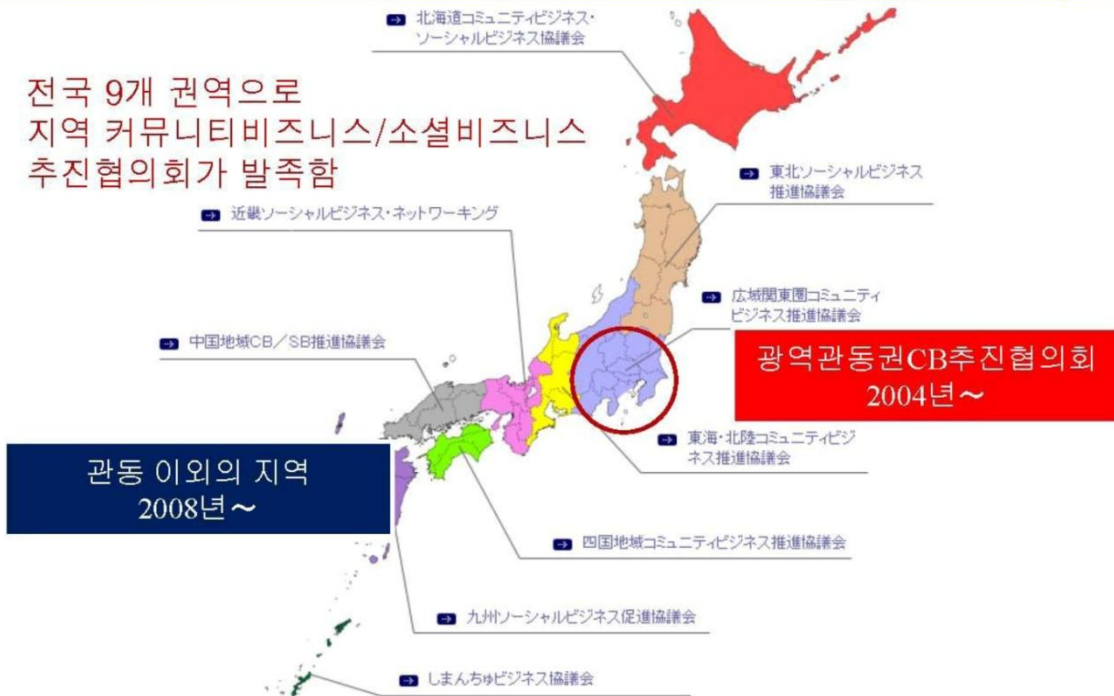 北海道コミュニティビジネス・
ソーシャルビジネス協議会
전국 9개 권역으로
지역 커뮤니티비즈니스/소셜비즈니스
추진협의회가 발족함
東北ソーシャルビジネス
推進協議会
近畿ソーシャルビジネス・ネットワーキング
広域関東圏コミュニティ
ビジネス推進協議会
中国地域CB／SB推進協議会
광역관동권CB추진협의회
2004년～
東海・北陸コミュニティビジ
ネス推進協議会
관동 이외의 지역
2008년～
四国地域コミュニティビジネス推進協議会
九州ソーシャルビジネス促進協議会
しまんちゅビジネス協議会